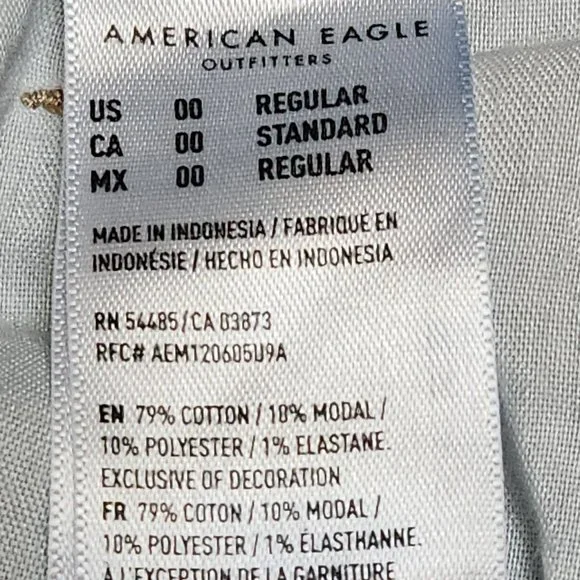 AMERICAN EAGLE
OUTFITTERS
US 00 REGULAR
CA 00 STANDARD
MX 00 REGULAR
MADE IN INDONESIA / FABRIQUÉ EN
INDONÉSIE / HECHO EN INDONESIA
RN 54485/CA 03873
RFC# AEM120605U9A
EN 79% COTTON / 10% MODAL /
10% POLYESTER / 1% ELASTANE.
EXCLUSIVE OF DECORATION
FR 79% COTON / 10% MODAL /
10% POLYESTER / 1% ÉLASTHANNE.
À L'EXCEPTION DE LA GARNITURE